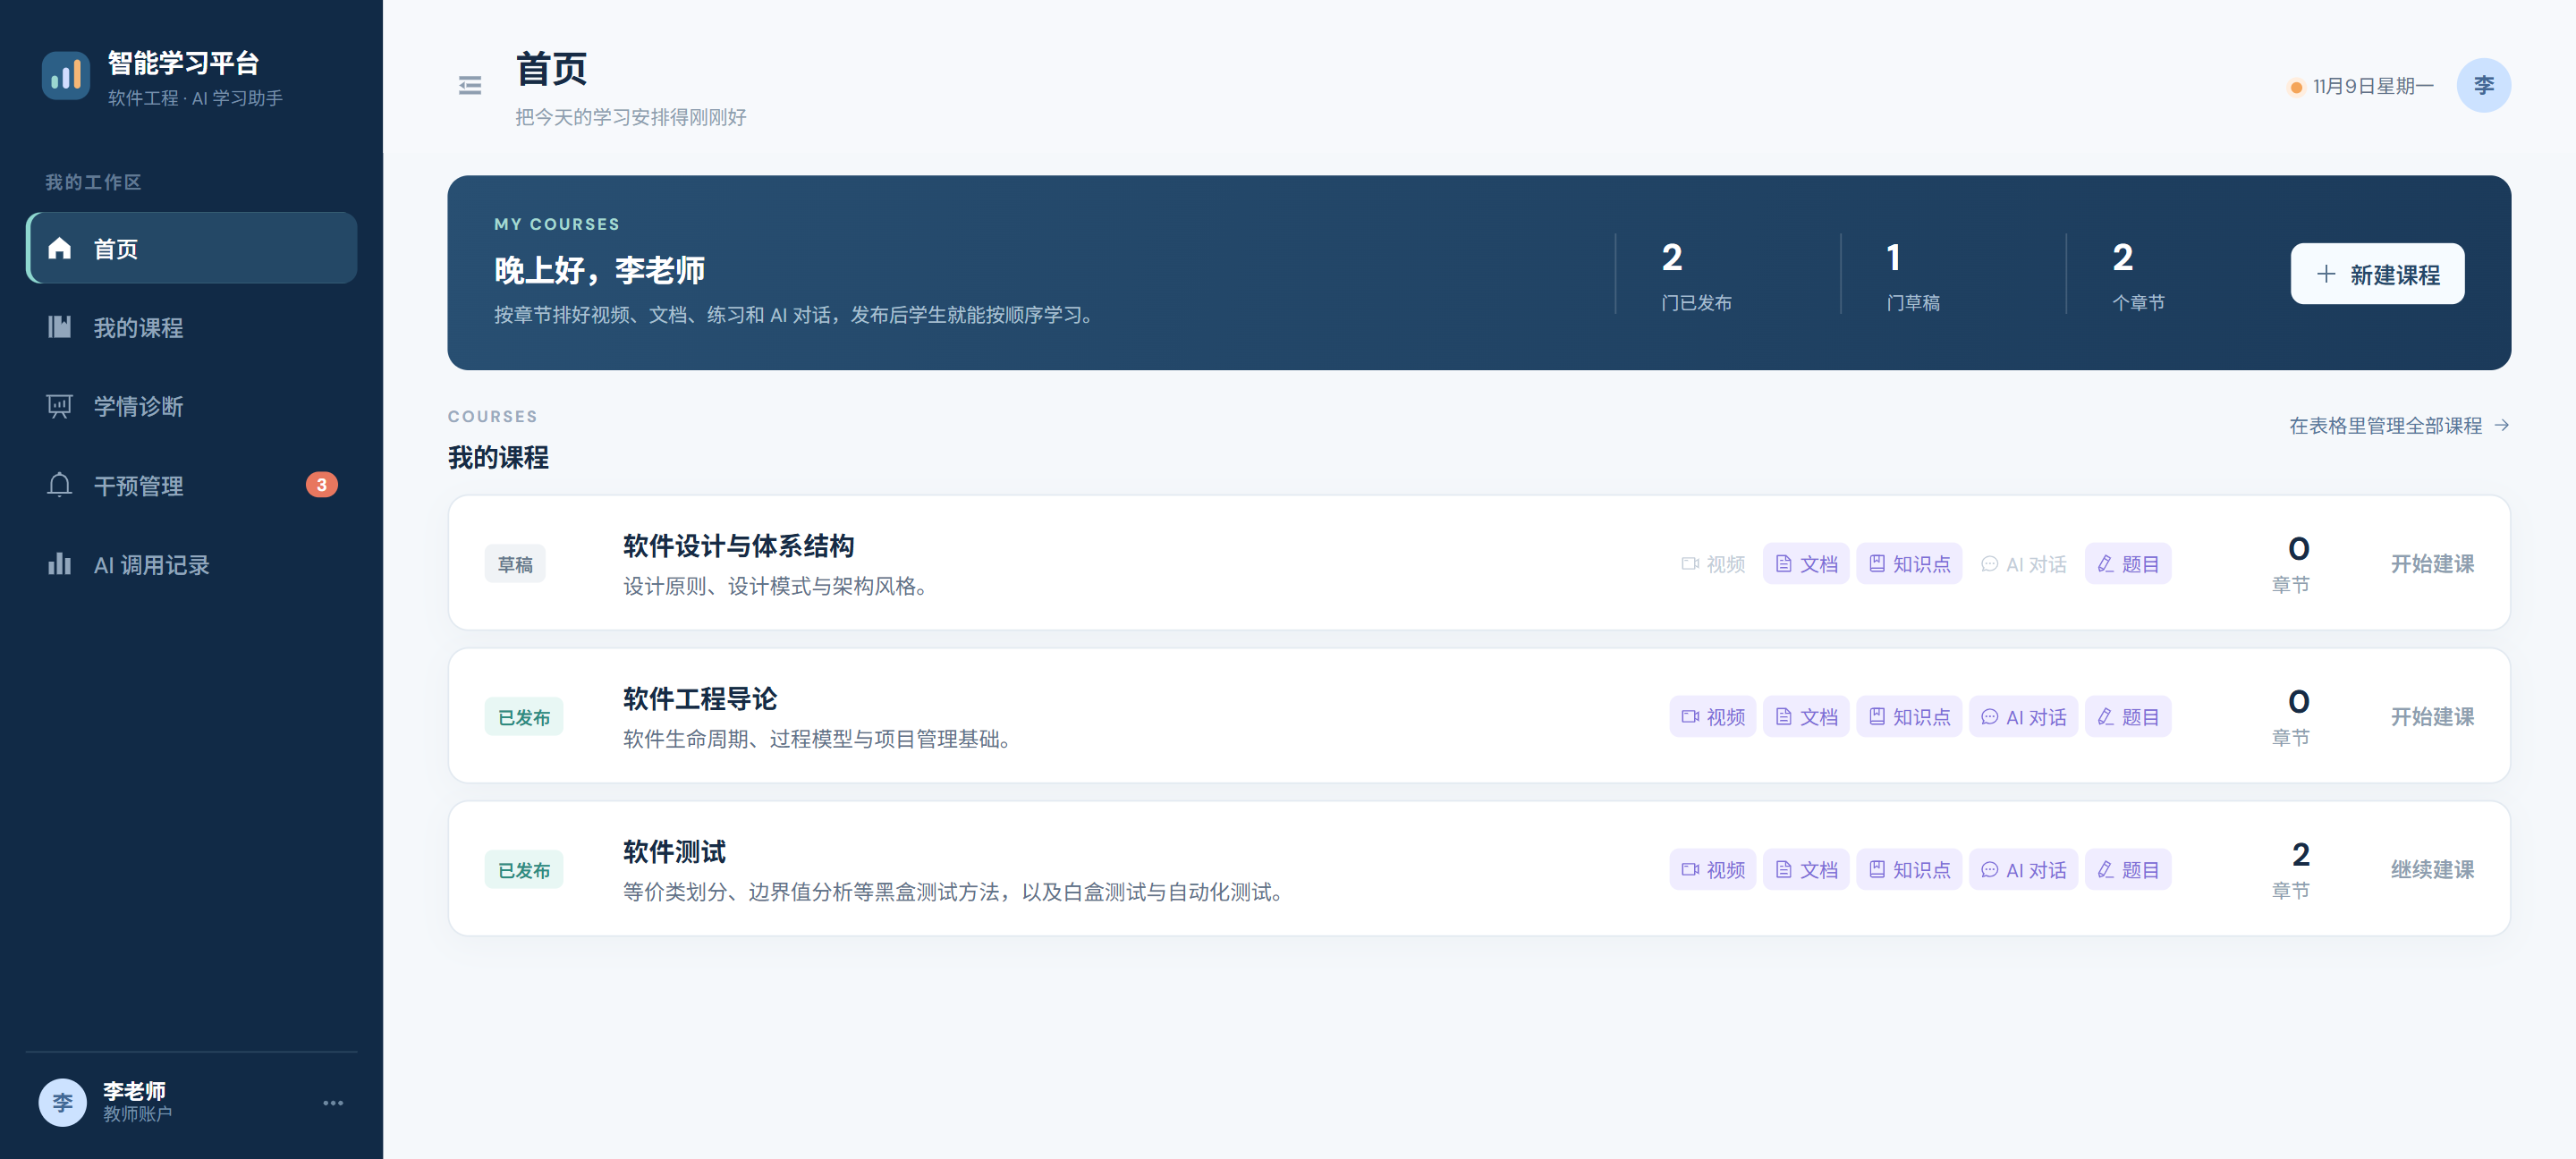 智能学习平台
软件工程 · AI 学习助手
我的工作区
首页
我的课程
学情诊断
干预管理
3
AI 调用记录
李
李老师
教师账户
首页
把今天的学习安排得刚刚好
11月9日星期一
李
MY COURSES
晚上好，李老师
按章节排好视频、文档、练习和 AI 对话，发布后学生就能按顺序学习。
2
门已发布
1
门草稿
2
个章节
新建课程
COURSES
我的课程
在表格里管理全部课程
草稿
软件设计与体系结构
设计原则、设计模式与架构风格。
视频 文档 知识点 AI 对话 题目
0
章节
开始建课
已发布
软件工程导论
软件生命周期、过程模型与项目管理基础。
视频 文档 知识点 AI 对话 题目
0
章节
开始建课
已发布
软件测试
等价类划分、边界值分析等黑盒测试方法，以及白盒测试与自动化测试。
视频 文档 知识点 AI 对话 题目
2
章节
继续建课